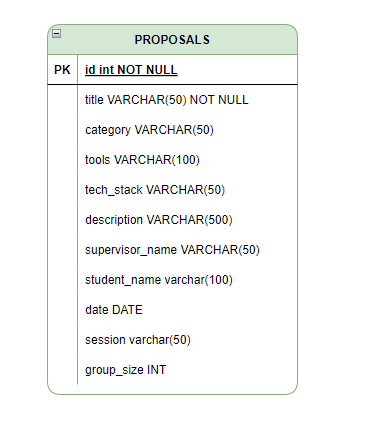 PROPOSALS
PK id int NOT NULL
title VARCHAR(50) NOT NULL
category VARCHAR(50)
tools VARCHAR(100)
tech_stack VARCHAR(50)
description VARCHAR(500)
supervisor_name VARCHAR(50)
student_name varchar(100)
date DATE
session varchar(50)
group_size INT